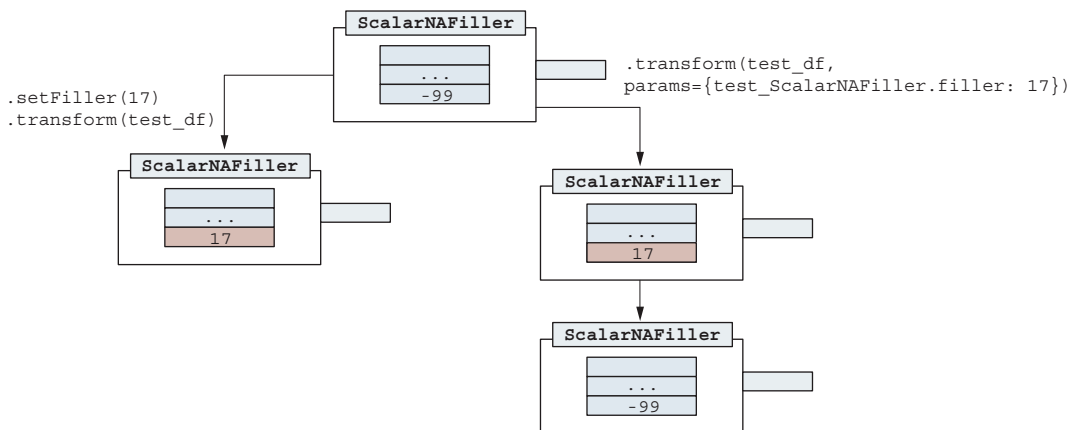 ScalarNAFiller
...
-99
.setFiller(17)
.transform(test_df)
.transform(test_df,
params={test_ScalarNAFiller.filler: 17})
ScalarNAFiller
...
17
ScalarNAFiller
...
17
ScalarNAFiller
...
-99